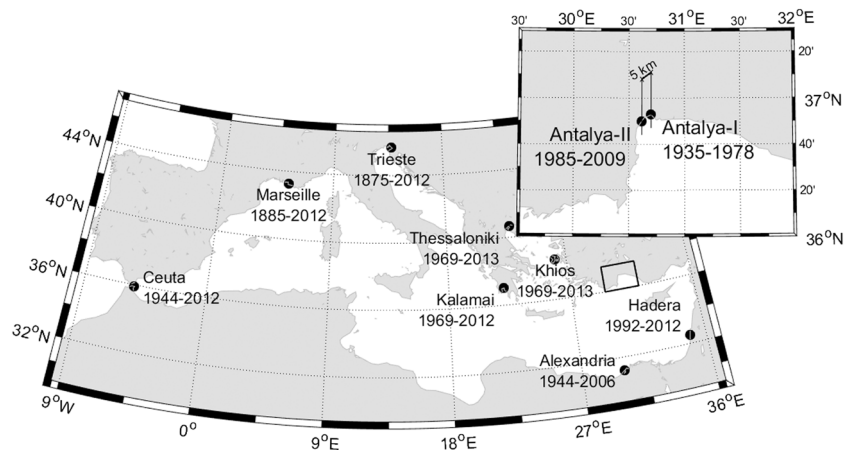 30'
30°E
30'
31°E
30'
32°E
20'
5 km
37°N
Antalya-II
1985-2009
Antalya-I
1935-1978
40'
20'
36°N
44°N
40°N
36°N
32°N
Trieste
1875-2012
Marseille
1885-2012
Thessaloniki
1969-2013
Khios
1969-2013
Ceuta
1944-2012
Kalamai
1969-2012
Hadera
1992-2012
Alexandria
1944-2006
9°W
0°
9°E
18°E
27°E
36°E